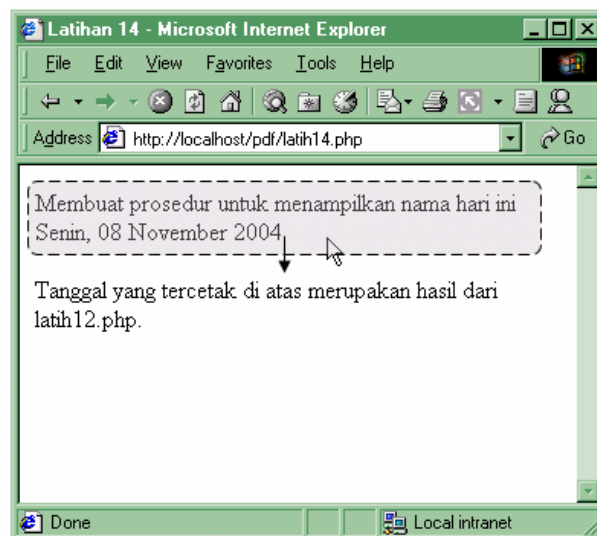 Latihan 14 - Microsoft Internet Explorer
File Edit View Favorites Tools Help
Address http://localhost/pdf/latih14.php Go
Membuat prosedur untuk menampilkan nama hari ini
Senin, 08 November 2004
Tanggal yang tercetak di atas merupakan hasil dari
latih12.php.
Done Local intranet